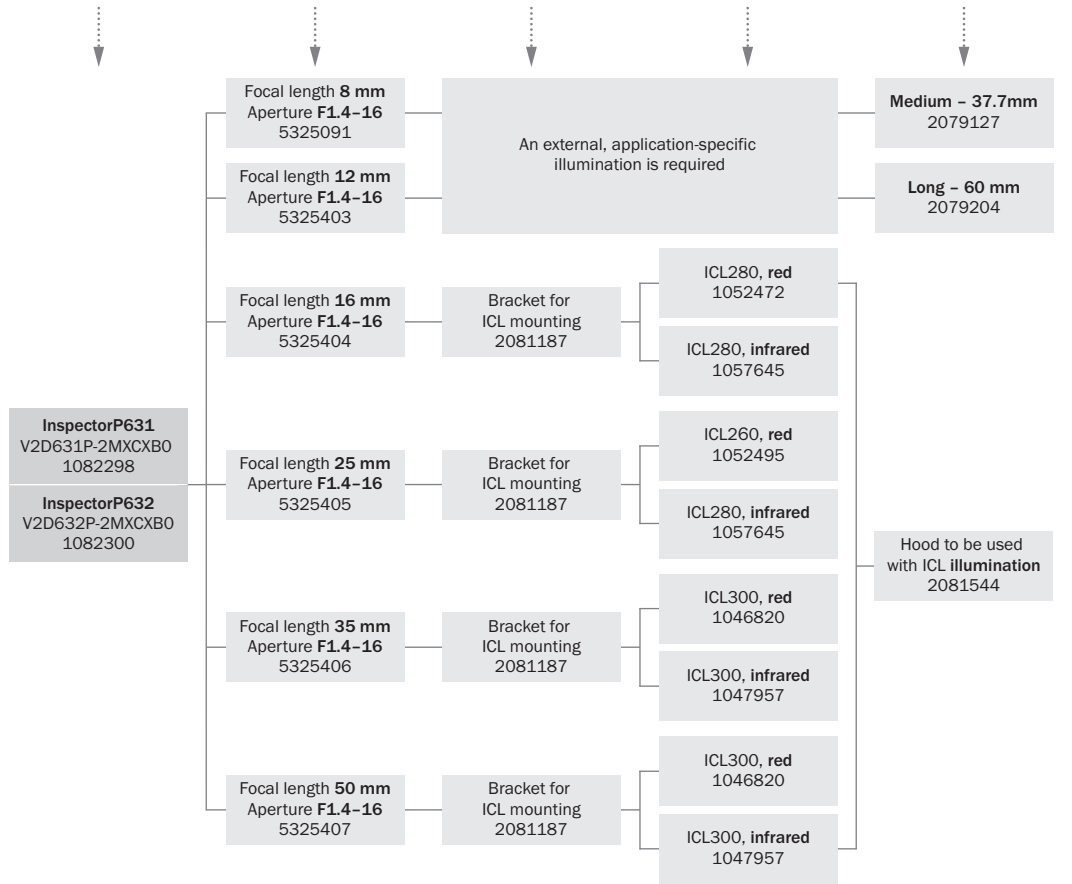 Focal length 8 mm
Aperture F1.4–16
5325091
An external, application-specific
illumination is required
Medium – 37.7mm
2079127
Focal length 12 mm
Aperture F1.4–16
5325403
Long – 60 mm
2079204
Focal length 16 mm
Aperture F1.4–16
5325404
Bracket for
ICL mounting
2081187
ICL280, red
1052472
ICL280, infrared
1057645
InspectorP631
V2D631P-2MXCXB0
1082298
InspectorP632
V2D632P-2MXCXB0
1082300
Focal length 25 mm
Aperture F1.4–16
5325405
Bracket for
ICL mounting
2081187
ICL260, red
1052495
ICL280, infrared
1057645
Hood to be used
with ICL illumination
2081544
Focal length 35 mm
Aperture F1.4–16
5325406
Bracket for
ICL mounting
2081187
ICL300, red
1046820
ICL300, infrared
1047957
Focal length 50 mm
Aperture F1.4–16
5325407
Bracket for
ICL mounting
2081187
ICL300, red
1046820
ICL300, infrared
1047957